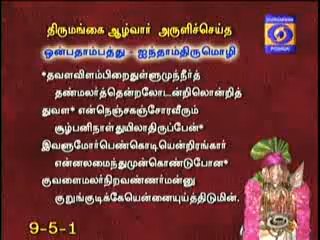 திருமங்கை ஆழ்வார் அருளிச்செய்த
ஒன்பதாம்பத்து - ஐந்தாம்திருமொழி
*தவளவிளம்பிறைதுள்ளுமுந்நீர்த்
தண்மலர்த்தென்றலோடன்றிலொன்றித்
துவள* என்நெஞ்சகஞ்சோரவீரும்
சூழ்பனிநாள்துயிலாதிருப்பேன்*
இவளுமோர்பெண்கொடியென்றிரங்கார்
என்னலமைந்துமுன்கொண்டுபோன*
குவளைமலர்நிறவண்ணர்மன்னு
குறுங்குடிக்கேயென்னையுய்த்திடுமின்.
9-5-1